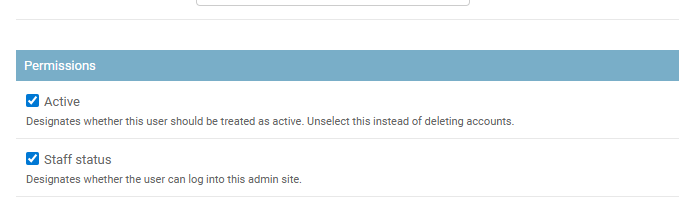 Permissions
Active
Designates whether this user should be treated as active. Unselect this instead of deleting accounts.
Staff status
Designates whether the user can log into this admin site.